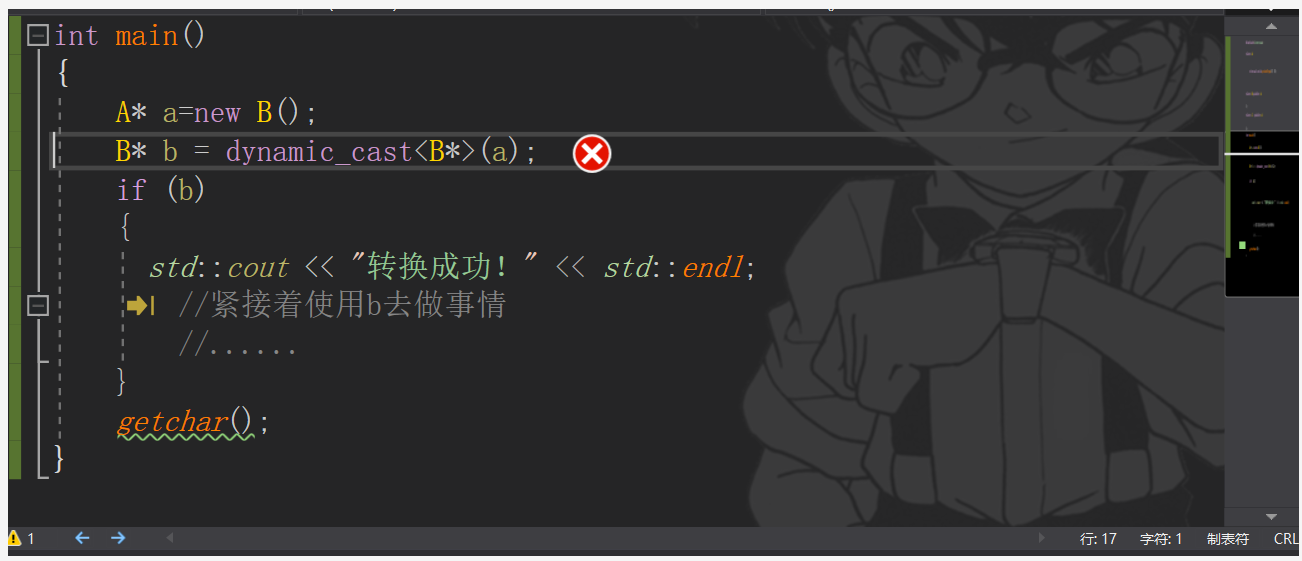 int main()
{
A* a=new B();
B* b = dynamic_cast<B*>(a);
if (b)
{
std::cout << "转换成功！" << std::endl;
//紧接着使用b去做事情
//......
}
getchar();
}
1
行: 17 字符: 1 制表符 CRL